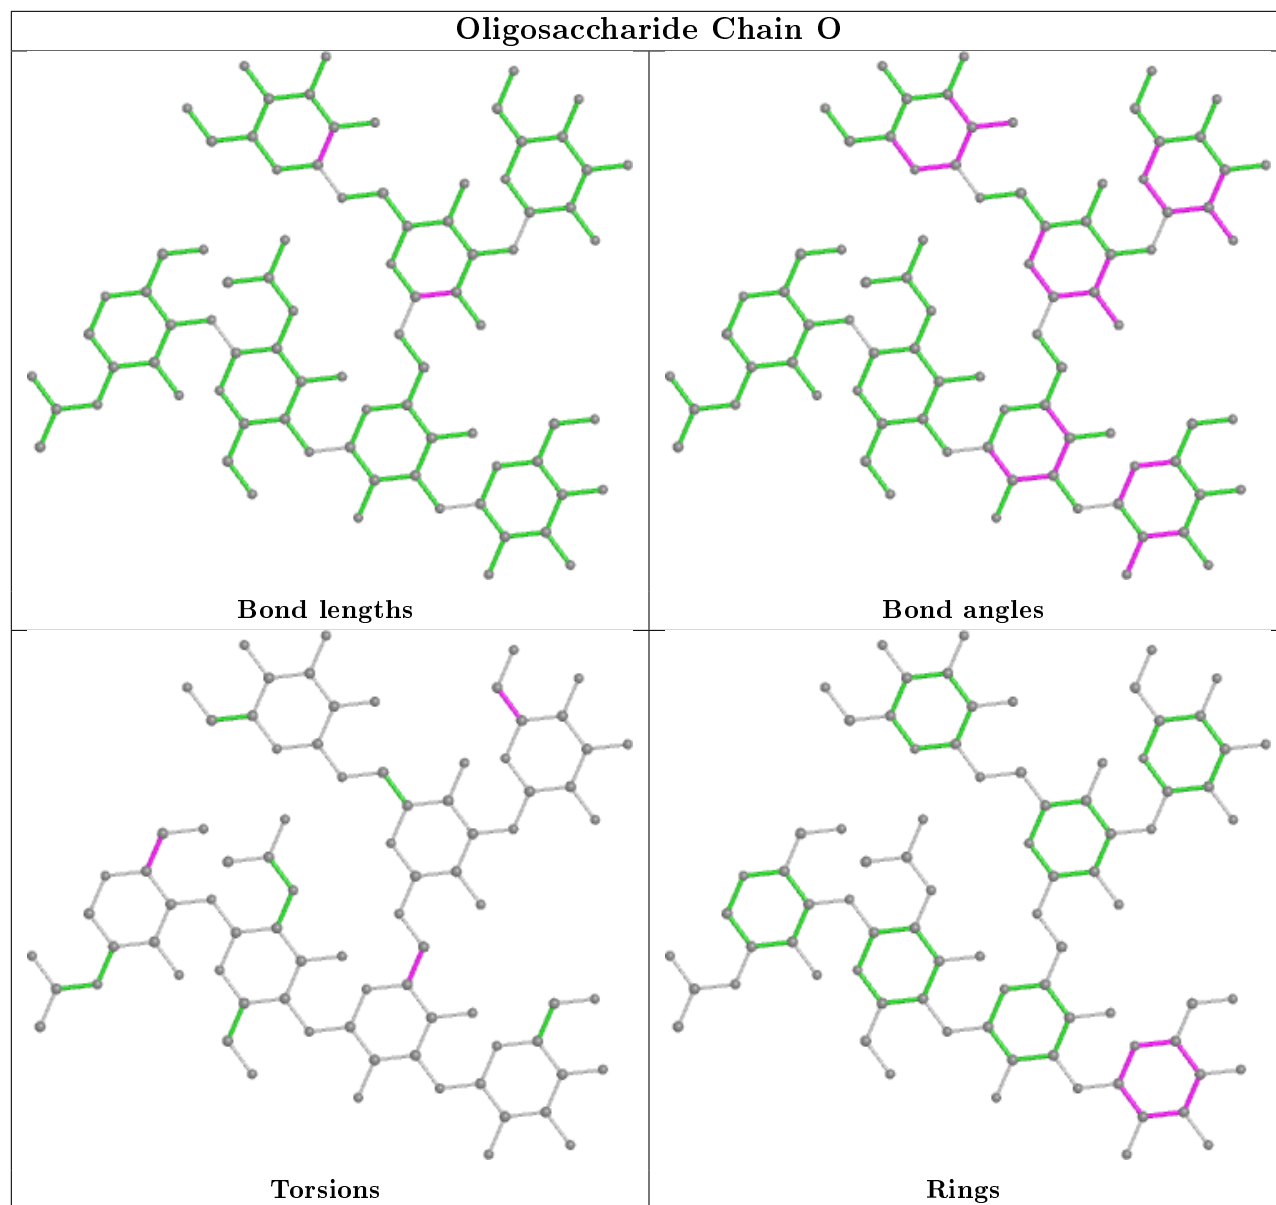 Oligosaccharide Chain O
Bond lengths
Bond angles
Torsions
Rings